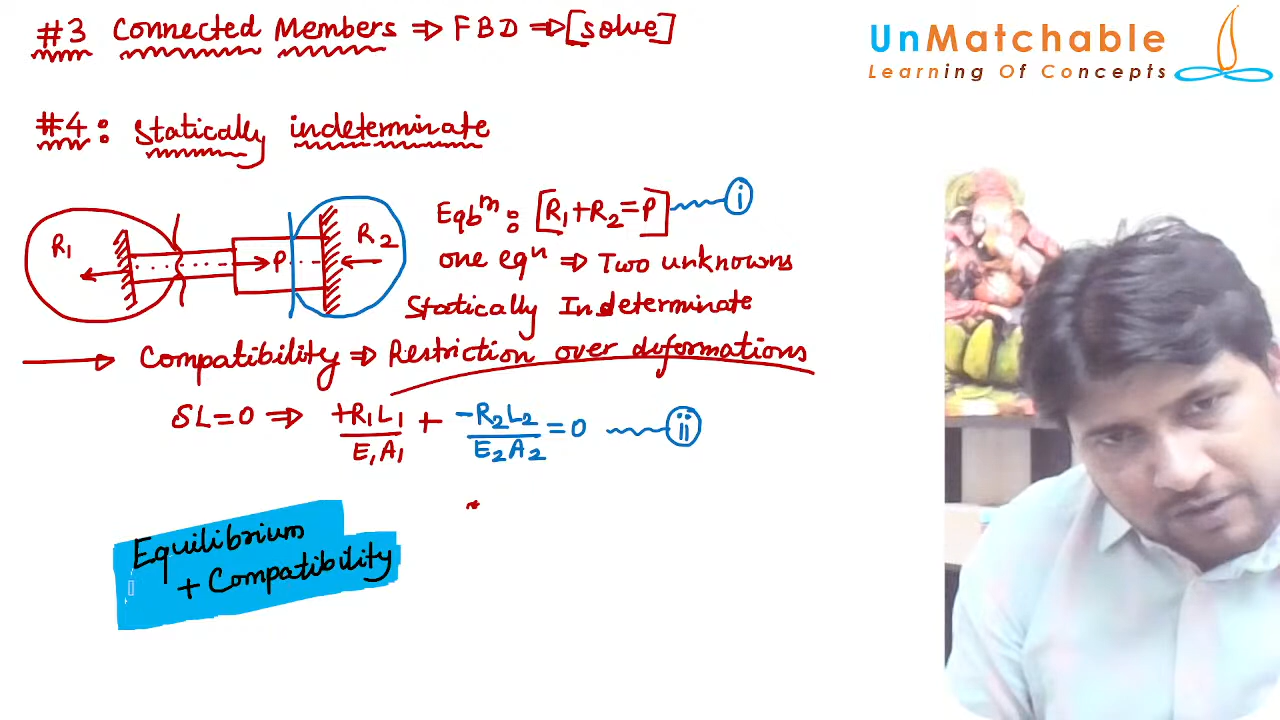 #3 Connected Members ⇒ FBD ⇒ [solve]
UnMatchable
Learning Of Concepts
#4: Statically indeterminate
R₁
P
R₂
Eqbᵐ: [R₁+R₂=P] i
one eqⁿ ⇒ Two unknowns
Statically Indeterminate
→ Compatibility ⇒ Restriction over deformations
δL=0 ⇒ +R₁L₁/E₁A₁ + -R₂L₂/E₂A₂ = 0 ii
Equilibrium
+ Compatibility